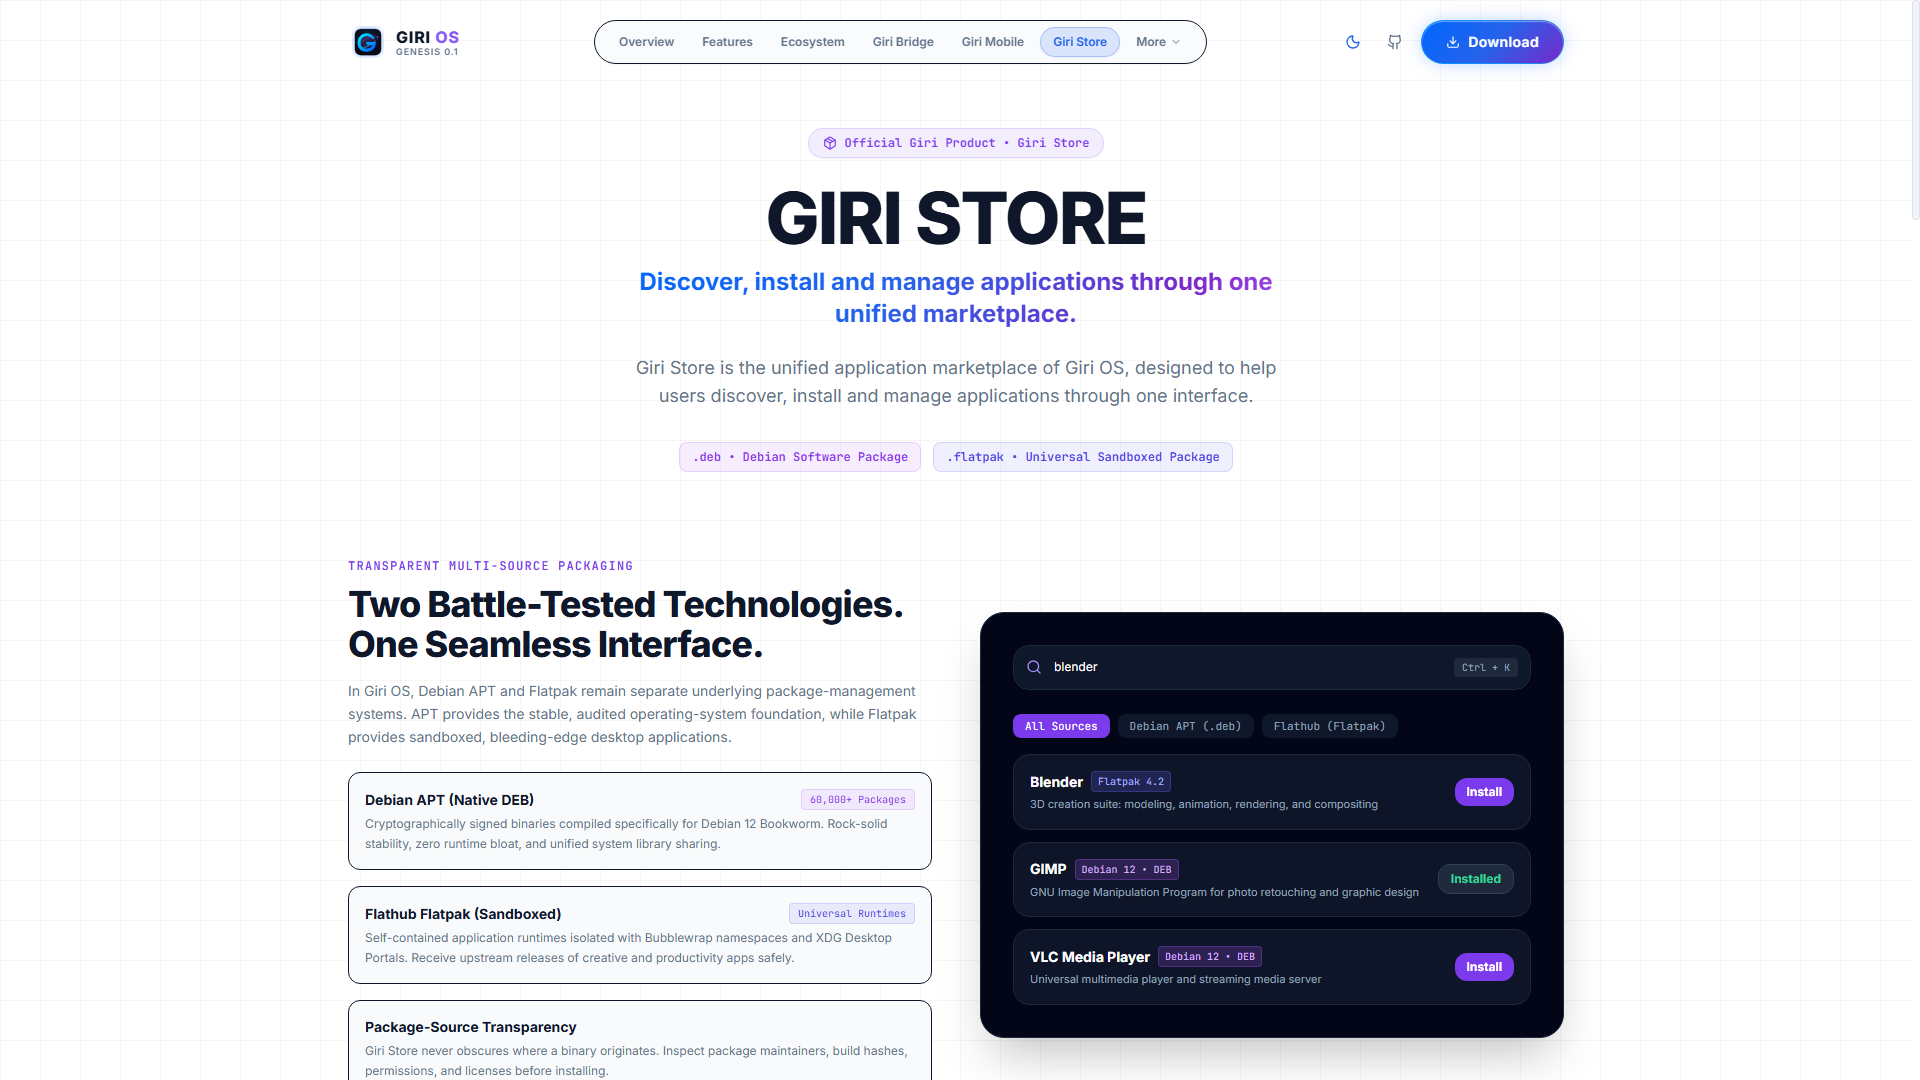 GIRI OS
GENESIS 0.1
Overview
Features
Ecosystem
Giri Bridge
Giri Mobile
Giri Store
More
Download
Official Giri Product • Giri Store
GIRI STORE
Discover, install and manage applications through one
unified marketplace.
Giri Store is the unified application marketplace of Giri OS, designed to help
users discover, install and manage applications through one interface.
.deb • Debian Software Package
.flatpak • Universal Sandboxed Package
TRANSPARENT MULTI-SOURCE PACKAGING
Two Battle-Tested Technologies.
One Seamless Interface.
In Giri OS, Debian APT and Flatpak remain separate underlying package-management
systems. APT provides the stable, audited operating-system foundation, while Flatpak
provides sandboxed, bleeding-edge desktop applications.
Debian APT (Native DEB)
60,000+ Packages
Cryptographically signed binaries compiled specifically for Debian 12 Bookworm. Rock-solid
stability, zero runtime bloat, and unified system library sharing.
Flathub Flatpak (Sandboxed)
Universal Runtimes
Self-contained application runtimes isolated with Bubblewrap namespaces and XDG Desktop
Portals. Receive upstream releases of creative and productivity apps safely.
Package-Source Transparency
Giri Store never obscures where a binary originates. Inspect package maintainers, build hashes,
permissions, and licenses before installing.
blender
Ctrl + K
All Sources
Debian APT (.deb)
Flathub (Flatpak)
Blender
Flatpak 4.2
3D creation suite: modeling, animation, rendering, and compositing
Install
GIMP
Debian 12 • DEB
GNU Image Manipulation Program for photo retouching and graphic design
Installed
VLC Media Player
Debian 12 • DEB
Universal multimedia player and streaming media server
Install